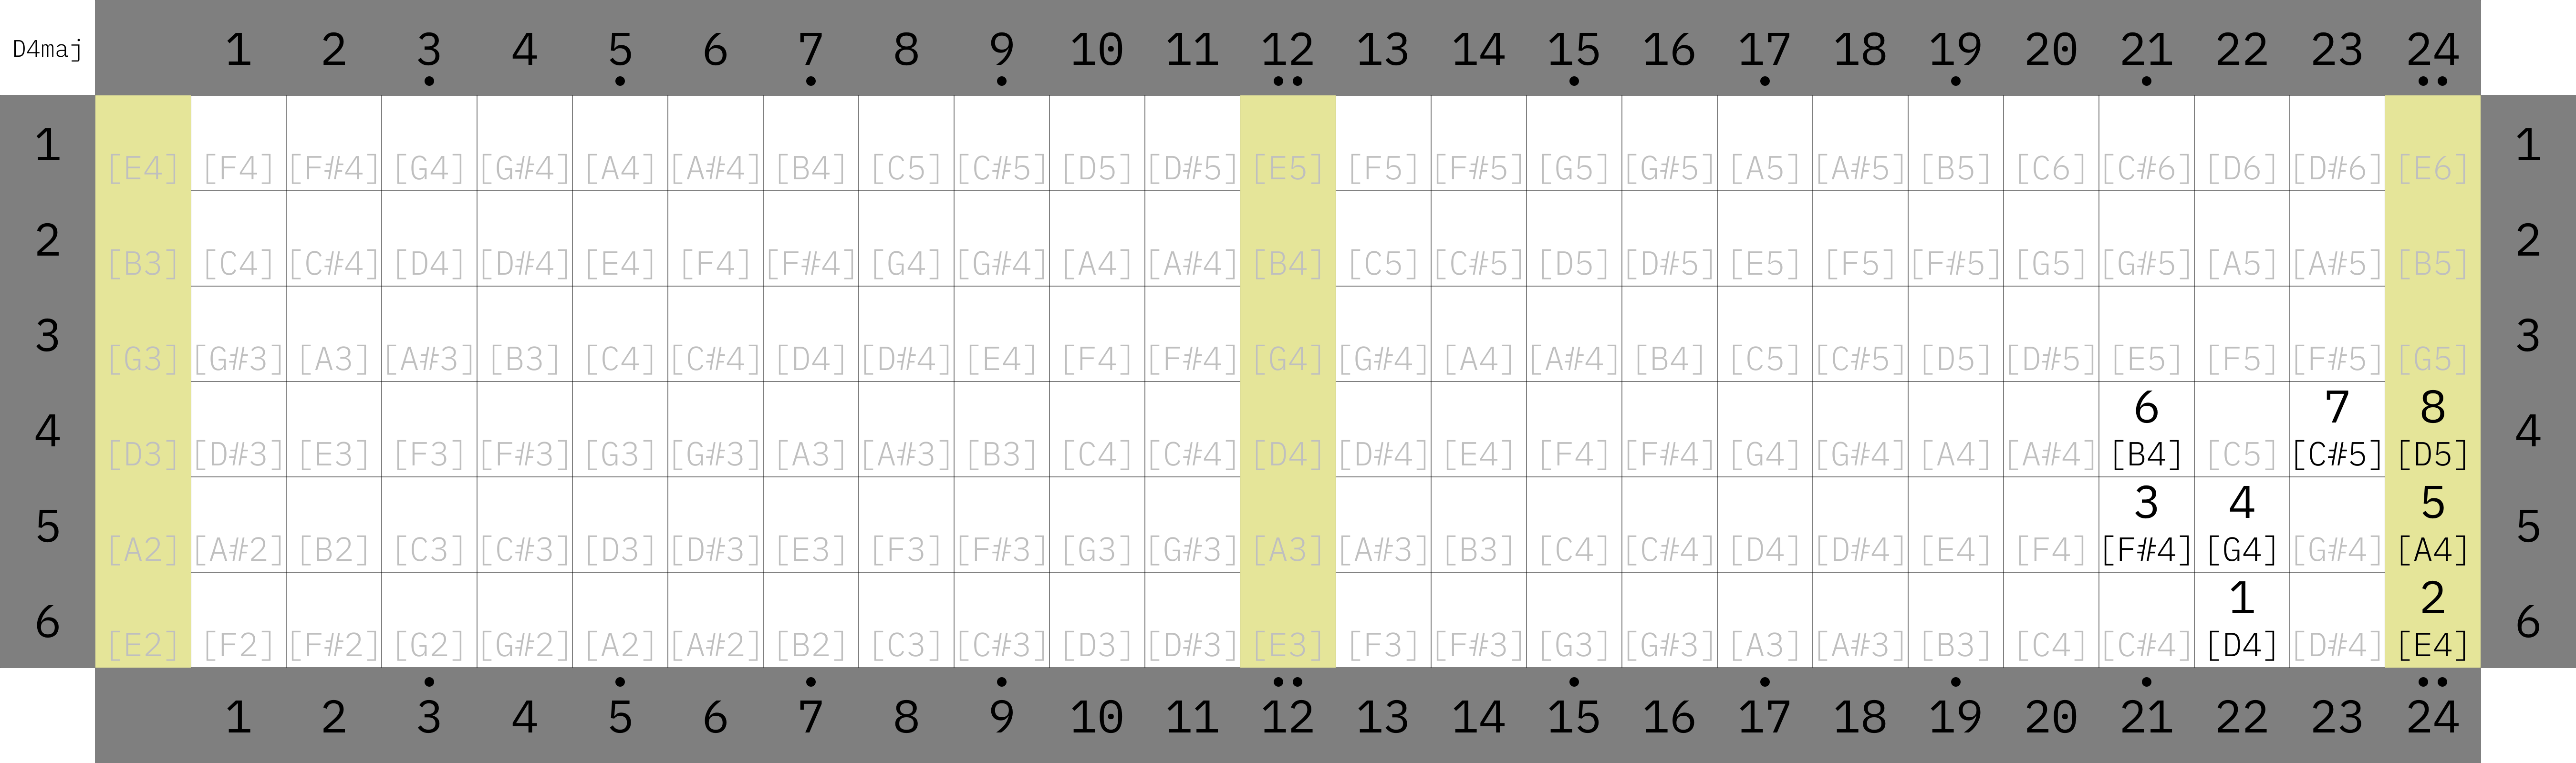 D4maj 1 2 3 4 5 6 7 8 9 10 11 12 13 14 15 16 17 18 19 20 21 22 23 24
1 [E4] [F4] [F#4] [G4] [G#4] [A4] [A#4] [B4] [C5] [C#5] [D5] [D#5] [E5] [F5] [F#5] [G5] [G#5] [A5] [A#5] [B5] [C6] [C#6] [D6] [D#6] [E6] 1
2 [B3] [C4] [C#4] [D4] [D#4] [E4] [F4] [F#4] [G4] [G#4] [A4] [A#4] [B4] [C5] [C#5] [D5] [D#5] [E5] [F5] [F#5] [G5] [G#5] [A5] [A#5] [B5] 2
3 [G3] [G#3] [A3] [A#3] [B3] [C4] [C#4] [D4] [D#4] [E4] [F4] [F#4] [G4] [G#4] [A4] [A#4] [B4] [C5] [C#5] [D5] [D#5] [E5] [F5] [F#5] [G5] 3
6 7 8
4 [D3] [D#3] [E3] [F3] [F#3] [G3] [G#3] [A3] [A#3] [B3] [C4] [C#4] [D4] [D#4] [E4] [F4] [F#4] [G4] [G#4] [A4] [A#4] [B4] [C5] [C#5] [D5] 4
3 4 5
5 [A2] [A#2] [B2] [C3] [C#3] [D3] [D#3] [E3] [F3] [F#3] [G3] [G#3] [A3] [A#3] [B3] [C4] [C#4] [D4] [D#4] [E4] [F4] [F#4] [G4] [G#4] [A4] 5
1 2
6 [E2] [F2] [F#2] [G2] [G#2] [A2] [A#2] [B2] [C3] [C#3] [D3] [D#3] [E3] [F3] [F#3] [G3] [G#3] [A3] [A#3] [B3] [C4] [C#4] [D4] [D#4] [E4] 6
1 2 3 4 5 6 7 8 9 10 11 12 13 14 15 16 17 18 19 20 21 22 23 24